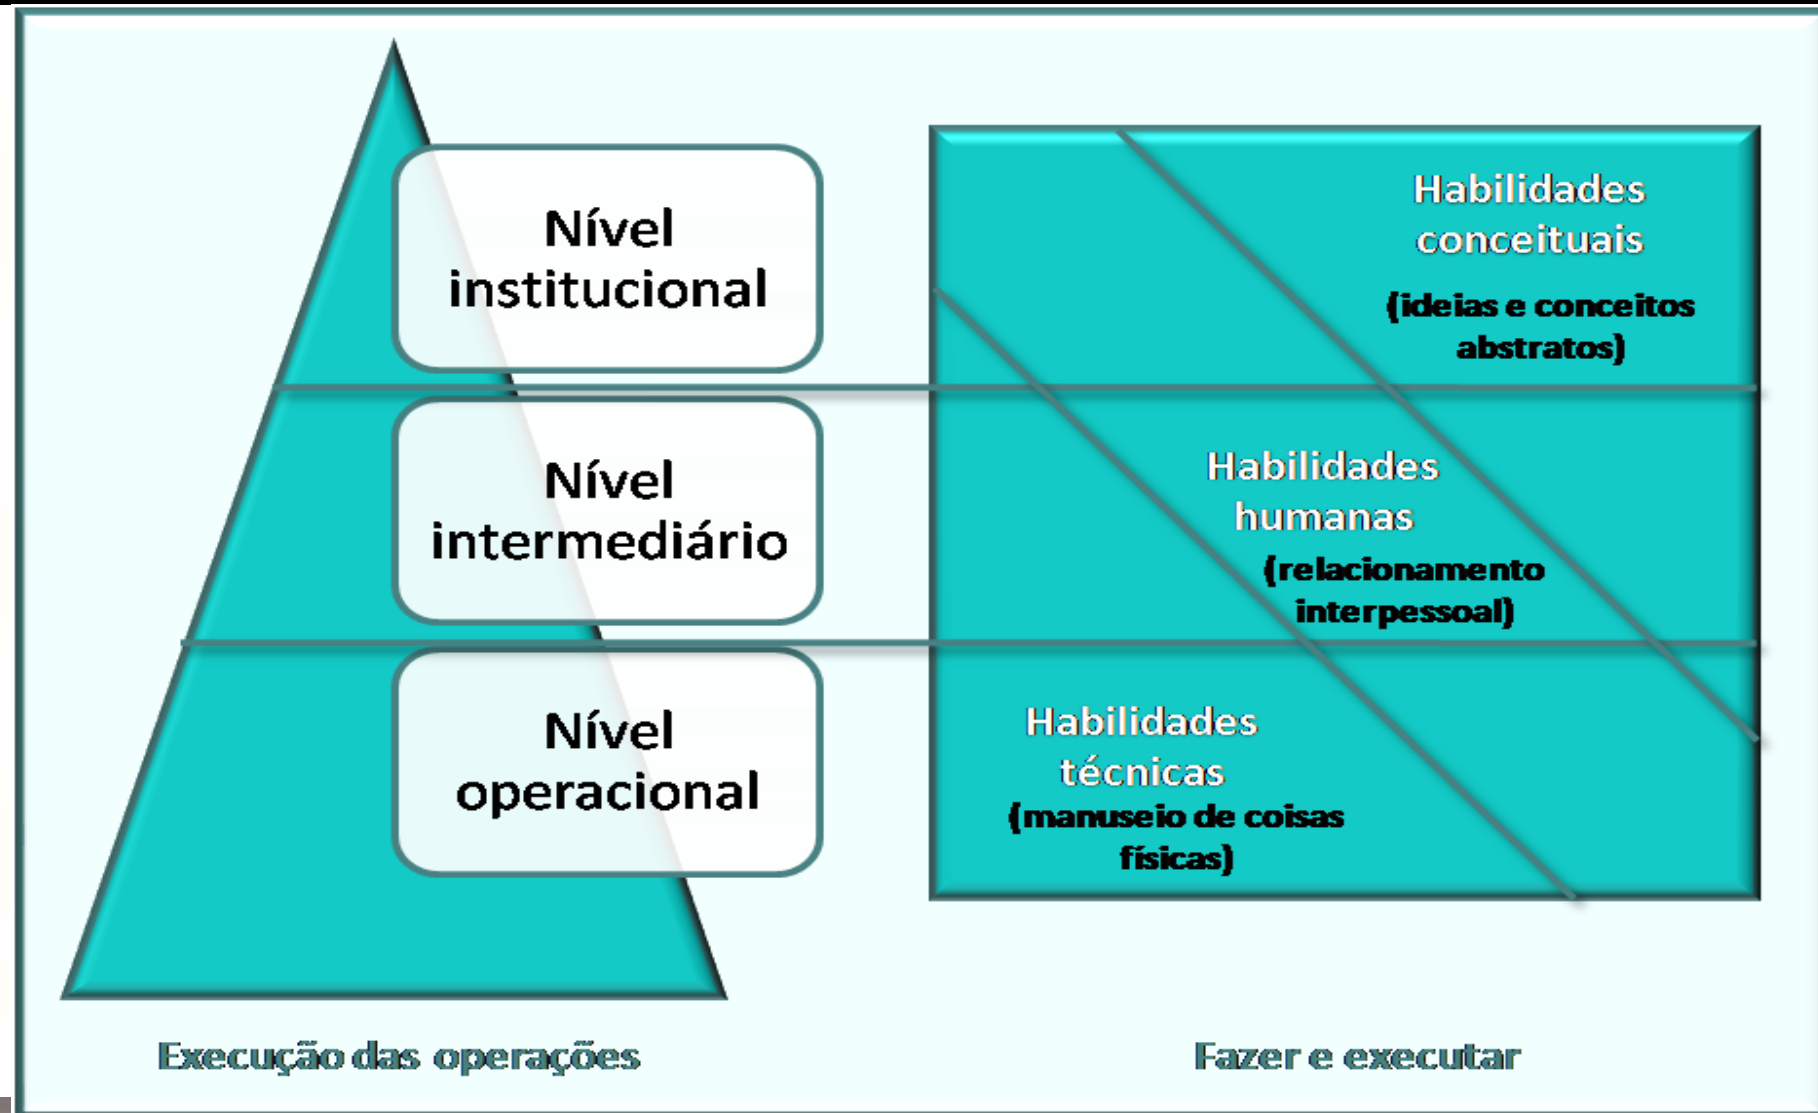 Nível
institucional
Nível
intermediário
Nível
operacional
Habilidades
conceituais
(ideias e conceitos
abstratos)
Habilidades
humanas
(relacionamento
interpessoal)
Habilidades
técnicas
(manuseio de coisas
físicas)
Execução das operações
Fazer e executar